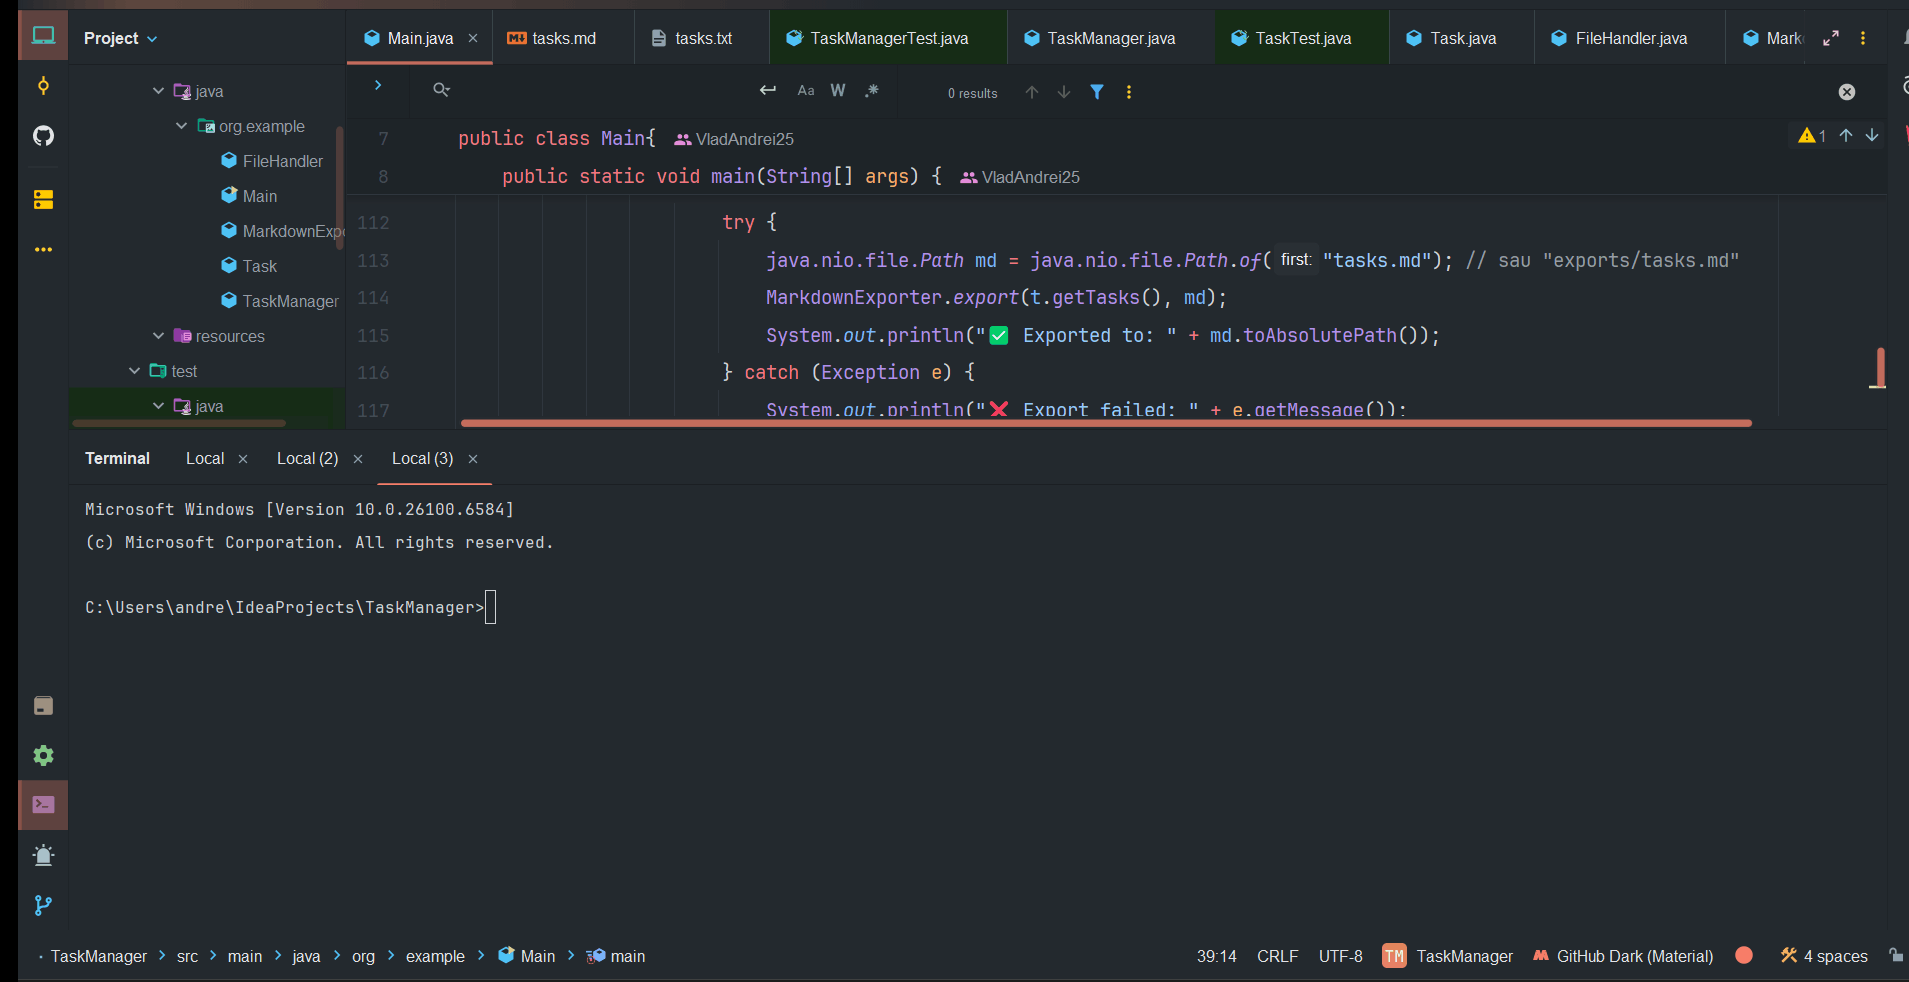 Project
Main.java
tasks.md
tasks.txt
TaskManagerTest.java
TaskManager.java
TaskTest.java
Task.java
FileHandler.java
java
org.example
FileHandler
Main
Task
TaskManager
resources
test
java
Aa W .* 0 results
1
7 public class Main{ VladAndrei25
8 public static void main(String[] args) { VladAndrei25
112 try {
113 java.nio.file.Path md = java.nio.file.Path.of( first: "tasks.md"); // sau "exports/tasks.md"
114 MarkdownExporter.export(t.getTasks(), md);
115 System.out.println("✅ Exported to: " + md.toAbsolutePath());
116 } catch (Exception e) {
117 System.out.println("❌ Export failed: " + e.getMessage());
Terminal Local Local (2) Local (3)
Microsoft Windows [Version 10.0.26100.6584]
(c) Microsoft Corporation. All rights reserved.
C:\Users\andre\IdeaProjects\TaskManager>
TaskManager > src > main > java > org > example > Main > main
39:14 CRLF UTF-8 TM TaskManager GitHub Dark (Material) 4 spaces